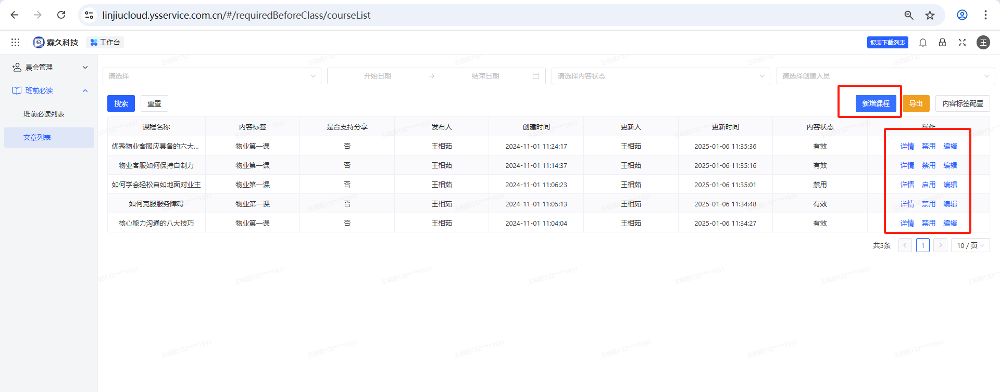 linjiucloud.ysservice.com.cn/#/requiredBeforeClass/courseList
霖久科技 工作台 报表下载列表 王
晨会管理
班前必读
班前必读列表
文章列表
请选择 开始日期 结束日期 请选择内容状态 请选择创建人员
搜索 重置 新增课程 导出 内容标签配置
课程名称 内容标签 是否支持分享 发布人 创建时间 更新人 更新时间 内容状态 操作
优秀物业客服应具备的六大... 物业第一课 否 王相茹 2024-11-01 11:24:17 王相茹 2025-01-06 11:35:36 有效 详情 禁用 编辑
物业客服如何保持自制力 物业第一课 否 王相茹 2024-11-01 11:14:37 王相茹 2025-01-06 11:35:16 有效 详情 禁用 编辑
如何学会轻松自如地面对业主 物业第一课 否 王相茹 2024-11-01 11:06:23 王相茹 2025-01-06 11:35:01 禁用 详情 启用 编辑
如何克服服务障碍 物业第一课 否 王相茹 2024-11-01 11:05:13 王相茹 2025-01-06 11:34:48 有效 详情 禁用 编辑
核心能力沟通的八大技巧 物业第一课 否 王相茹 2024-11-01 11:04:04 王相茹 2025-01-06 11:34:27 有效 详情 禁用 编辑
共5条 1 10 / 页
王相茹132****1931